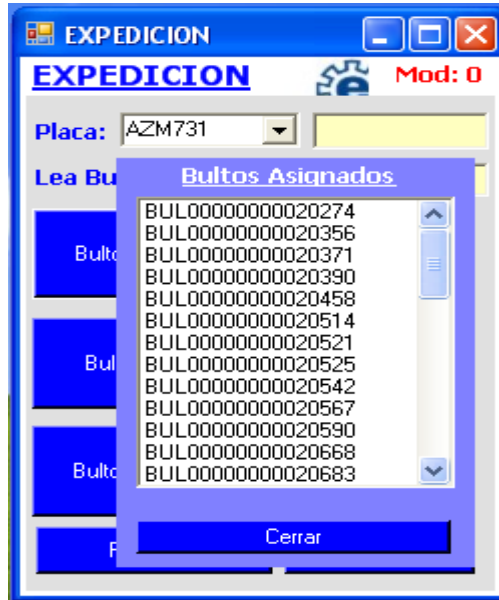 EXPEDICION
EXPEDICION Mod: 0
Placa: AZM731
Lea Bu
Bultos Asignados
BUL00000000020274
BUL00000000020356
BUL00000000020371
BUL00000000020390
BUL00000000020458
BUL00000000020514
BUL00000000020521
BUL00000000020525
BUL00000000020542
BUL00000000020567
BUL00000000020590
BUL00000000020668
BUL00000000020683
Bulto
Bul
Bulto
Cerrar